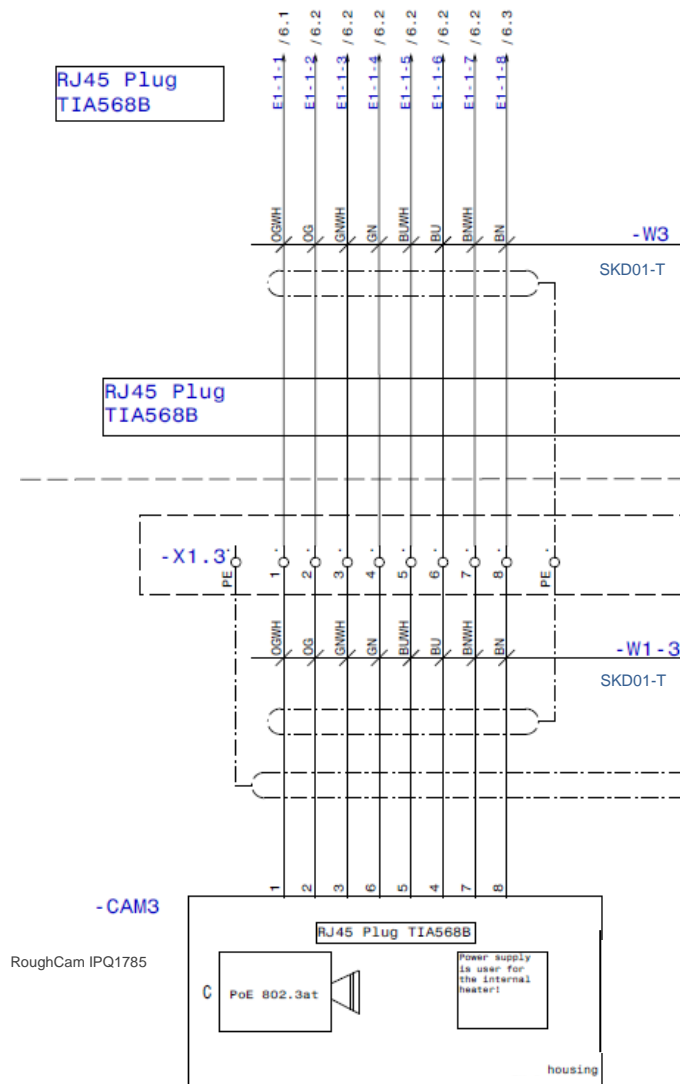 /6.1 /6.2 /6.2 /6.2 /6.2 /6.2 /6.2 /6.3
RJ45 Plug
TIA568B
E1-1-1 E1-1-2 E1-1-3 E1-1-4 E1-1-5 E1-1-6 E1-1-7 E1-1-8
OGWH OG GNWH GN BUWH BU BNWH BN
-W3
SKD01-T
RJ45 Plug
TIA568B
-X1.3
PE 1 2 3 4 5 6 7 8 PE
OGWH OG GNWH GN BUWH BU BNWH BN
-W1-3
SKD01-T
1 2 3 6 5 4 7 8
-CAM3
RJ45 Plug TIA568B
RoughCam IPQ1785
C
PoE 802.3at
Power supply
is user for
the internal
heater!
housing